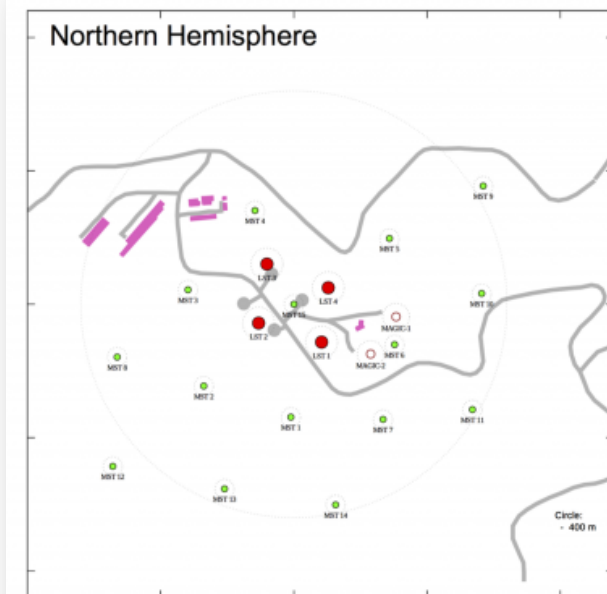 Northern Hemisphere
MST 9
MST 4
MST 5
LST 3
LST 4
MST 3
MST 10
MST 15
MAGIC-1
LST 2
LST 1
MST 6
MAGIC-2
MST 8
MST 2
MST 1
MST 7
MST 11
MST 12
MST 13
MST 14
Circle:
- 400 m